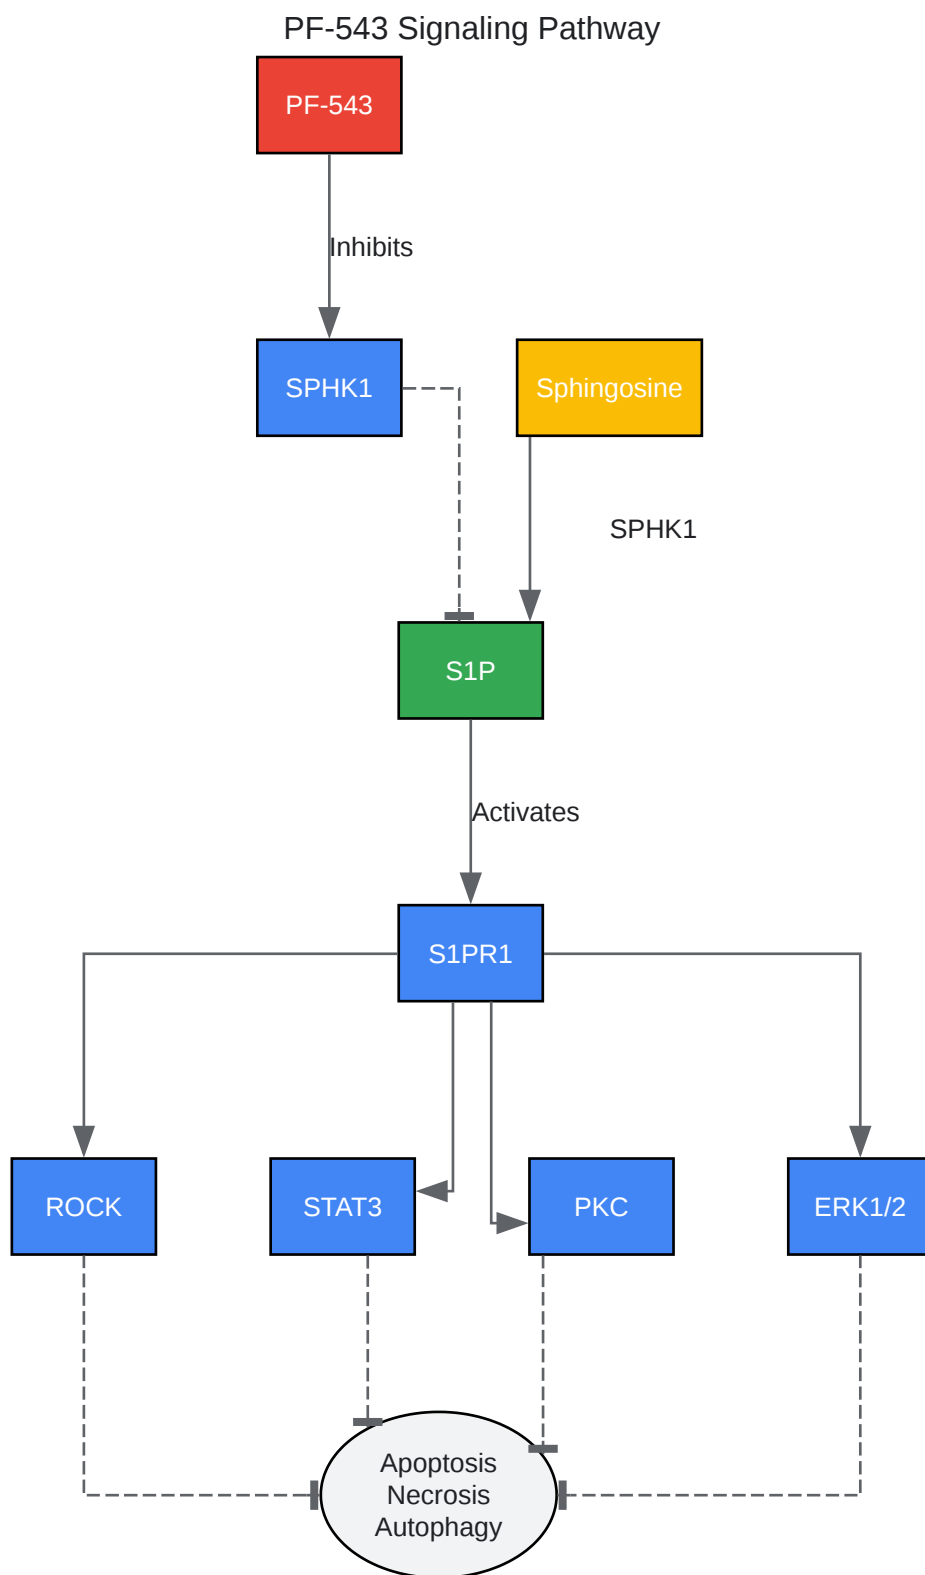 PF-543 Signaling Pathway
PF-543
Inhibits
SPHK1
Sphingosine
SPHK1
S1P
Activates
S1PR1
ROCK
STAT3
PKC
ERK1/2
Apoptosis
Necrosis
Autophagy